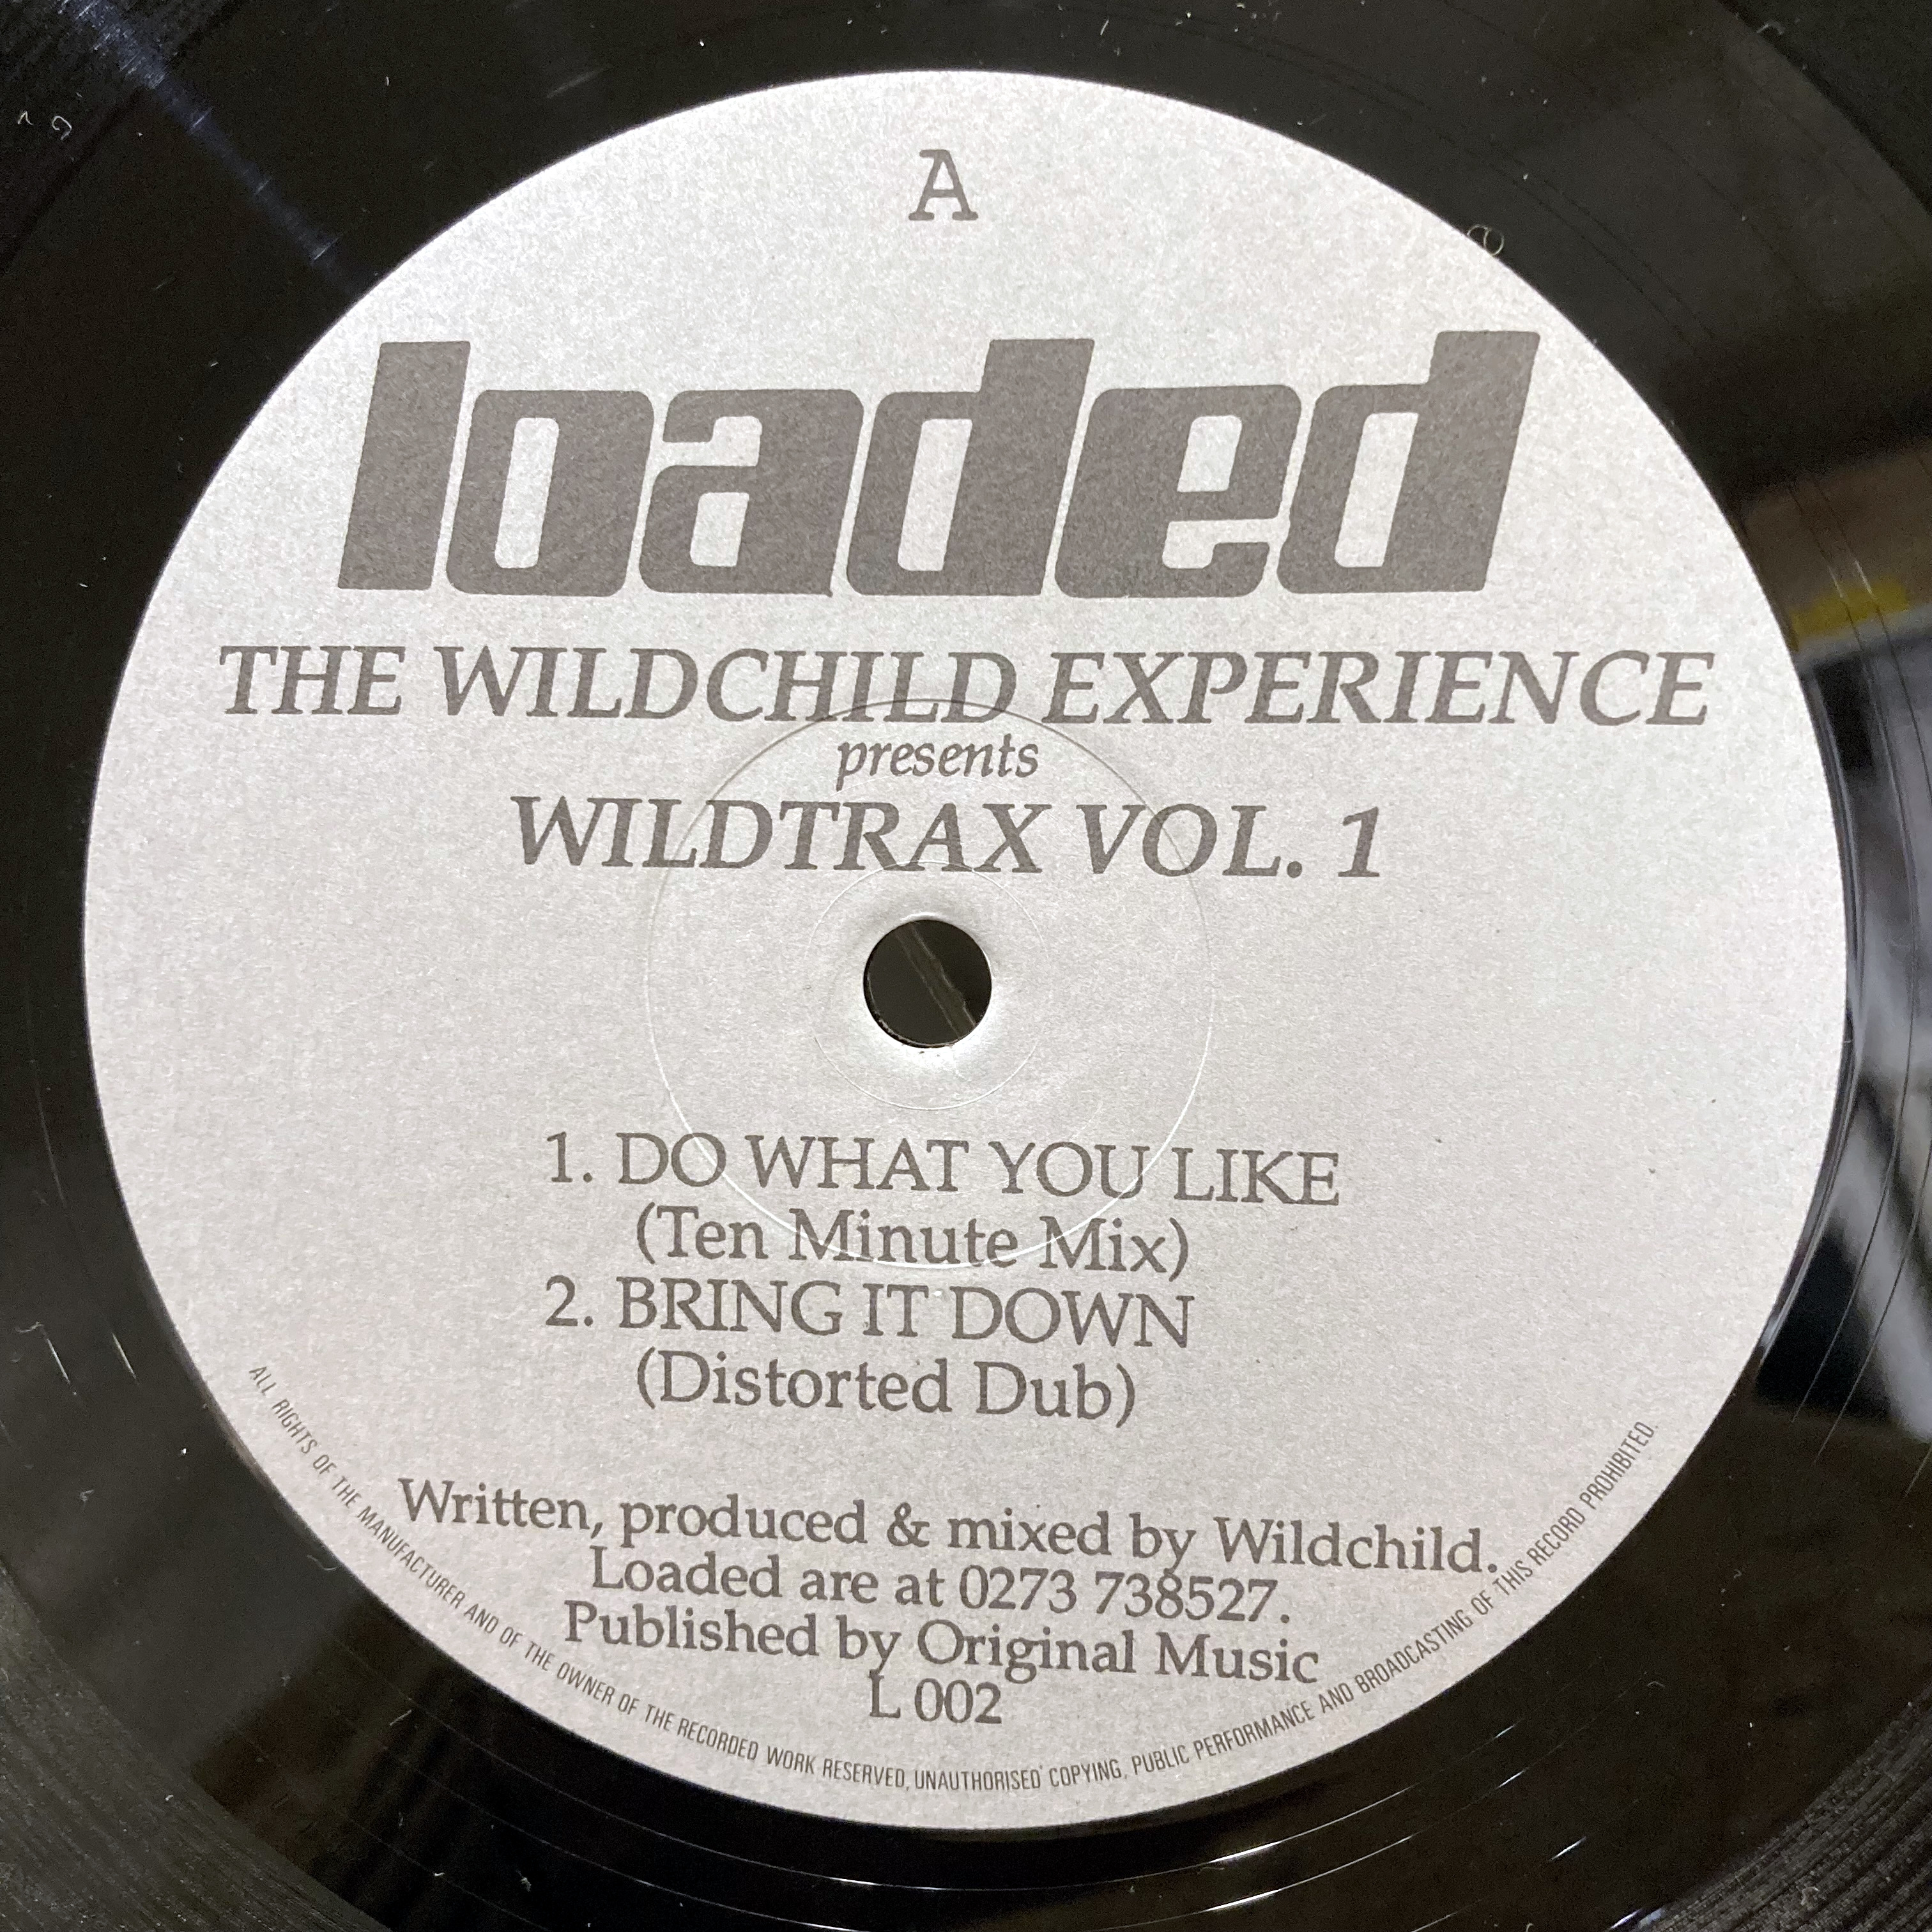 A
loaded
THE WILDCHILD EXPERIENCE
presents
WILDTRAX VOL. 1
1. DO WHAT YOU LIKE
(Ten Minute Mix)
2. BRING IT DOWN
(Distorted Dub)
Written, produced & mixed by Wildchild.
Loaded are at 0273 738527.
Published by Original Music
L 002
ALL RIGHTS OF THE MANUFACTURER AND OF THE OWNER OF THE RECORDED WORK RESERVED, UNAUTHORISED COPYING, PUBLIC PERFORMANCE AND BROADCASTING OF THIS RECORD PROHIBITED.